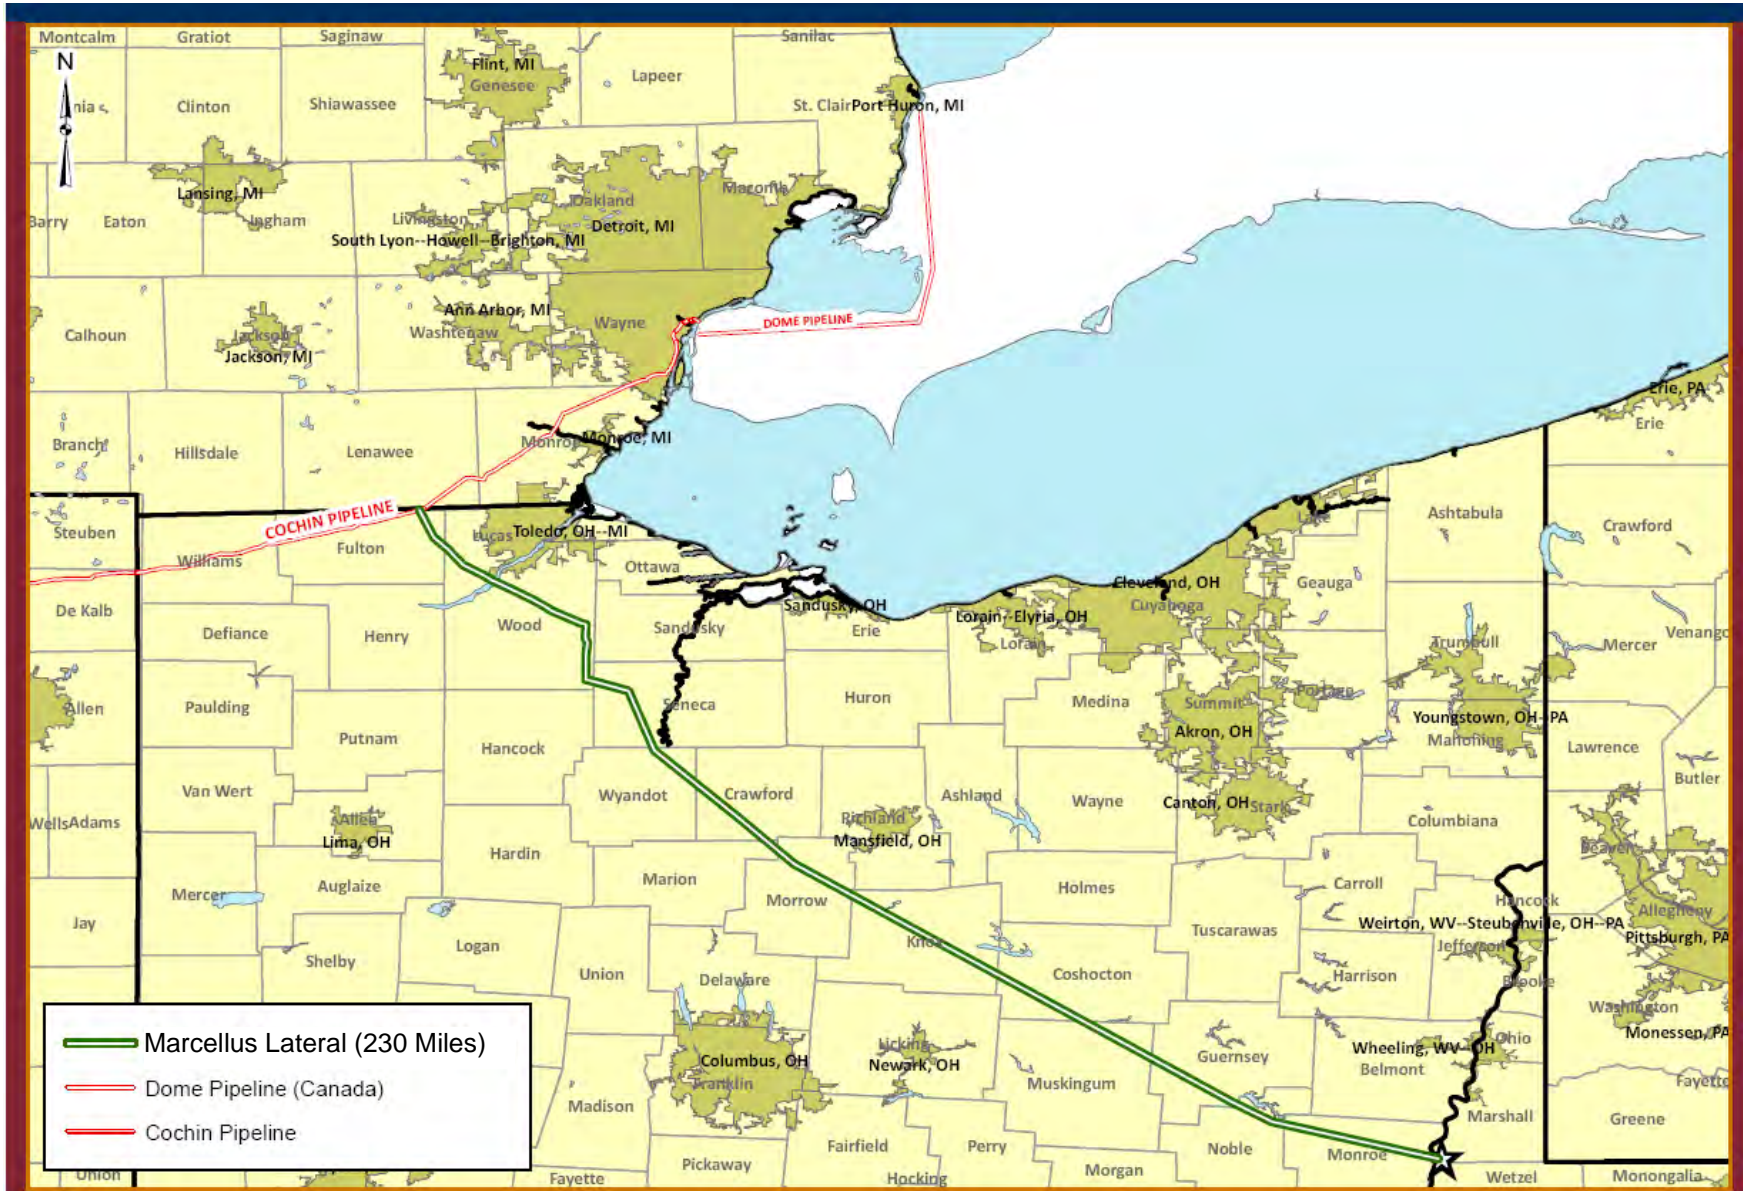 Montcalm
Gratiot
Saginaw
Sanilac
N
Flint, MI
Genesee
Lapeer
Clinton
Shiawassee
St. Clair
Port Huron, MI
Lansing, MI
Ingham
Barry
Eaton
Livingston
Oakland
Macomb
Detroit, MI
South Lyon--Howell--Brighton, MI
Ann Arbor, MI
Washtenaw
Wayne
DOME PIPELINE
Calhoun
Jackson
Jackson, MI
Erie, PA
Erie
Branch
Hillsdale
Lenawee
Monroe
Monroe, MI
COCHIN PIPELINE
Steuben
Williams
Fulton
Lucas
Toledo, OH--MI
Ottawa
Lake
Ashtabula
Crawford
De Kalb
Defiance
Henry
Wood
Sandusky
Sandusky, OH
Erie
Lorain--Elyria, OH
Lorain
Cleveland, OH
Cuyahoga
Geauga
Trumbull
Mercer
Venango
Allen
Paulding
Putnam
Hancock
Seneca
Huron
Medina
Summit
Akron, OH
Portage
Youngstown, OH--PA
Mahoning
Lawrence
Butler
Wells
Adams
Van Wert
Allen
Lima, OH
Hardin
Wyandot
Crawford
Richland
Mansfield, OH
Ashland
Wayne
Canton, OH
Stark
Columbiana
Beaver
Jay
Mercer
Auglaize
Marion
Morrow
Holmes
Carroll
Hancock
Allegheny
Shelby
Logan
Union
Delaware
Knox
Coshocton
Tuscarawas
Harrison
Weirton, WV--Steubenville, OH--PA
Jefferson
Brooke
Pittsburgh, PA
Washington
Monessen, PA
Marcellus Lateral (230 Miles)
Dome Pipeline (Canada)
Cochin Pipeline
Columbus, OH
Franklin
Licking
Newark, OH
Muskingum
Guernsey
Wheeling, WV--OH
Ohio
Belmont
Fayette
Madison
Marshall
Greene
Pickaway
Fairfield
Perry
Morgan
Noble
Monroe
Union
Fayette
Hocking
Wetzel
Monongalia